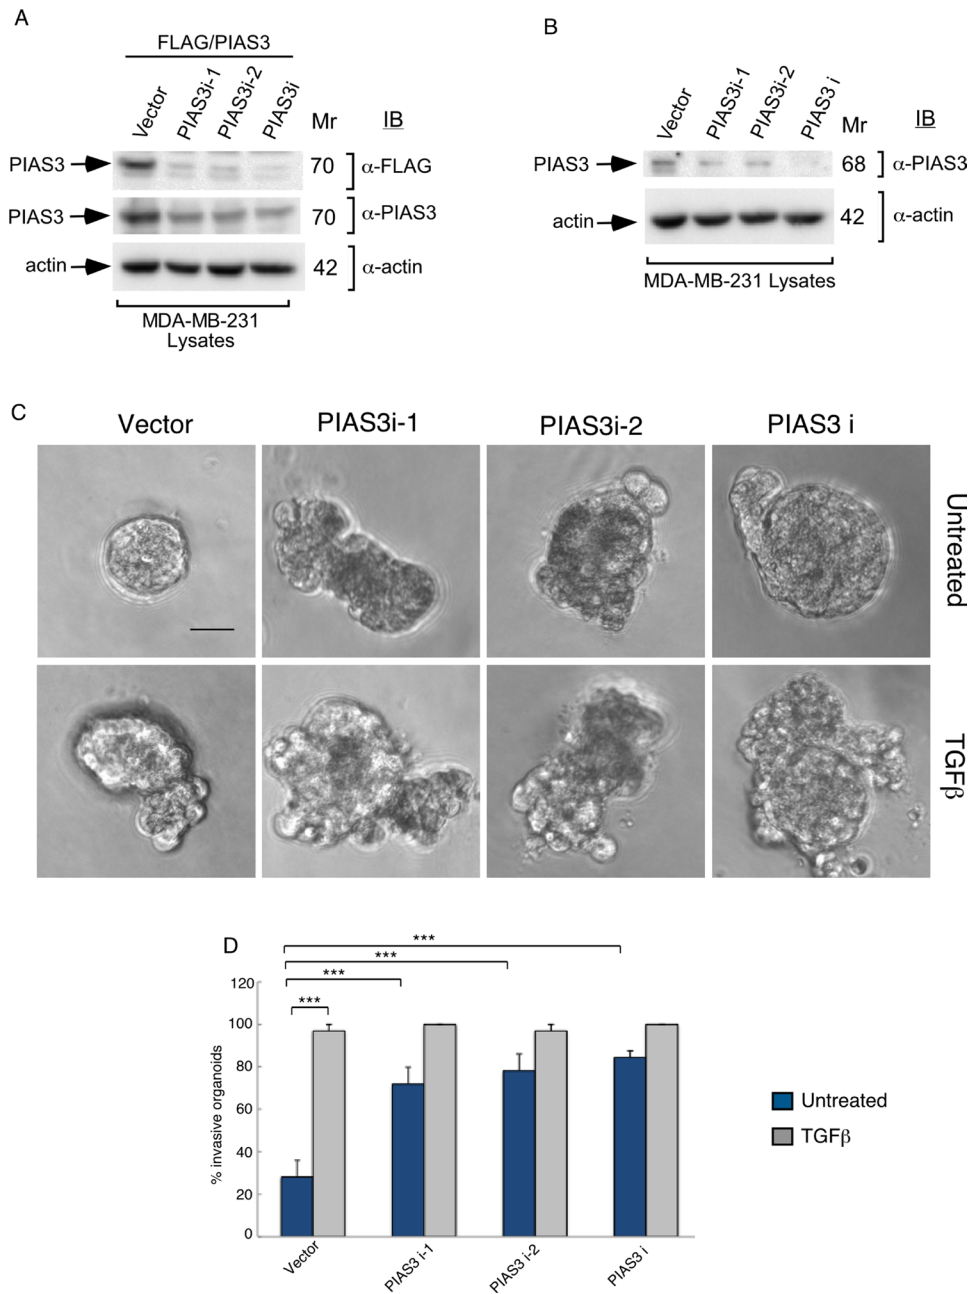 A
FLAG/PIAS3
Vector PIAS3i-1 PIAS3i-2 PIAS3i Mr IB
PIAS3 70 α-FLAG
PIAS3 70 α-PIAS3
actin 42 α-actin
MDA-MB-231
Lysates
B
Vector PIAS3i-1 PIAS3i-2 PIAS3 i Mr IB
PIAS3 68 α-PIAS3
actin 42 α-actin
MDA-MB-231 Lysates
C
Vector PIAS3i-1 PIAS3i-2 PIAS3 i
Untreated
TGFβ
D
***
***
***
***
% invasive organoids
120
100
80
60
40
20
0
Vector PIAS3 i-1 PIAS3 i-2 PIAS3 i
Untreated
TGFβ